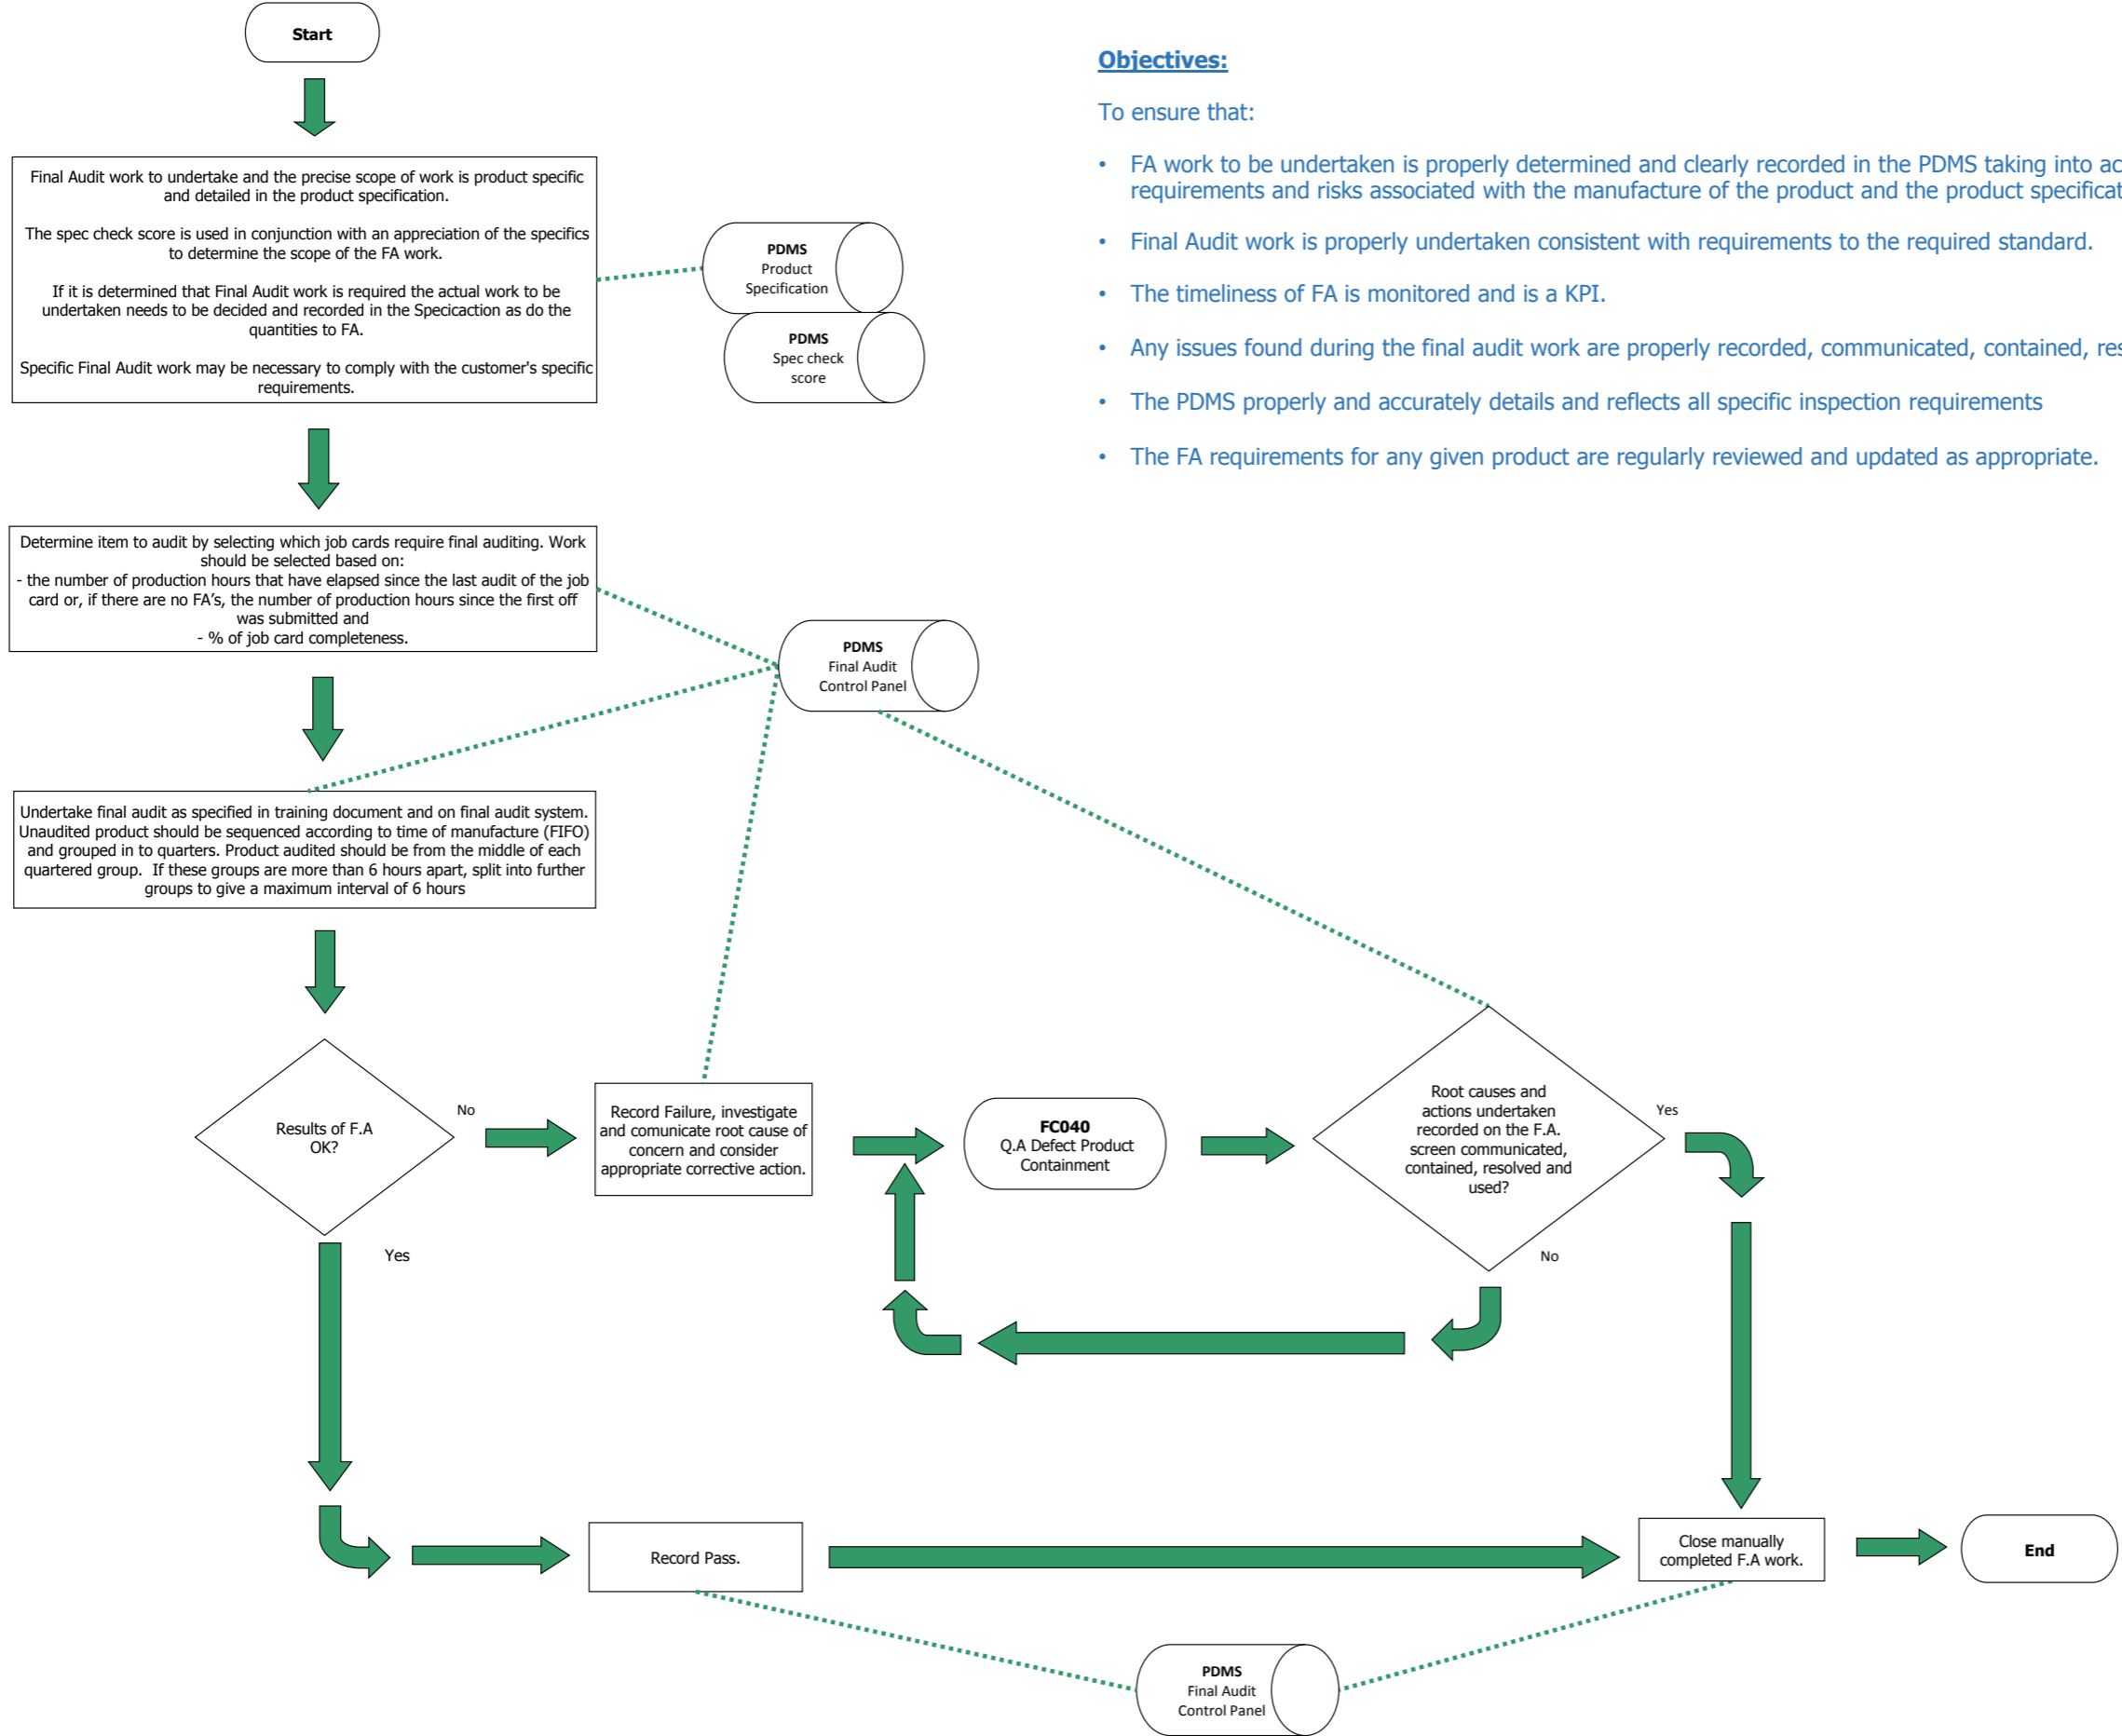 Start
Objectives:
To ensure that:
• FA work to be undertaken is properly determined and clearly recorded in the PDMS taking into ac
requirements and risks associated with the manufacture of the product and the product specificat
• Final Audit work is properly undertaken consistent with requirements to the required standard.
• The timeliness of FA is monitored and is a KPI.
• Any issues found during the final audit work are properly recorded, communicated, contained, res
• The PDMS properly and accurately details and reflects all specific inspection requirements
• The FA requirements for any given product are regularly reviewed and updated as appropriate.
Final Audit work to undertake and the precise scope of work is product specific
and detailed in the product specification.
The spec check score is used in conjunction with an appreciation of the specifics
to determine the scope of the FA work.
If it is determined that Final Audit work is required the actual work to be
undertaken needs to be decided and recorded in the Specicaction as do the
quantities to FA.
Specific Final Audit work may be necessary to comply with the customer's specific
requirements.
PDMS
Product
Specification
PDMS
Spec check
score
Determine item to audit by selecting which job cards require final auditing. Work
should be selected based on:
- the number of production hours that have elapsed since the last audit of the job
card or, if there are no FA’s, the number of production hours since the first off
was submitted and
- % of job card completeness.
PDMS
Final Audit
Control Panel
Undertake final audit as specified in training document and on final audit system.
Unaudited product should be sequenced according to time of manufacture (FIFO)
and grouped in to quarters. Product audited should be from the middle of each
quartered group. If these groups are more than 6 hours apart, split into further
groups to give a maximum interval of 6 hours
Results of F.A
OK?
No
Record Failure, investigate
and comunicate root cause of
concern and consider
appropriate corrective action.
FC040
Q.A Defect Product
Containment
Root causes and
actions undertaken
recorded on the F.A.
screen communicated,
contained, resolved and
used?
Yes
No
Yes
Record Pass.
Close manually
completed F.A work.
End
PDMS
Final Audit
Control Panel